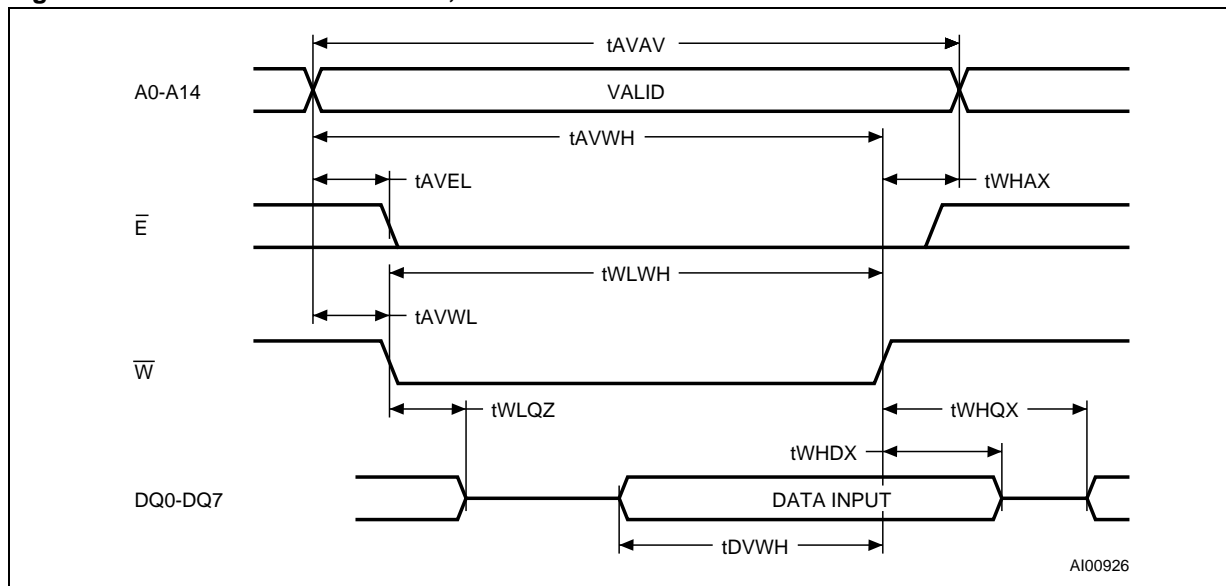 tAVAV
A0-A14
VALID
tAVWH
tAVEL
tWHAX
E̅
tWLWH
tAVWL
W̅
tWLQZ
tWHQX
tWHDX
DQ0-DQ7
DATA INPUT
tDVWH
AI00926